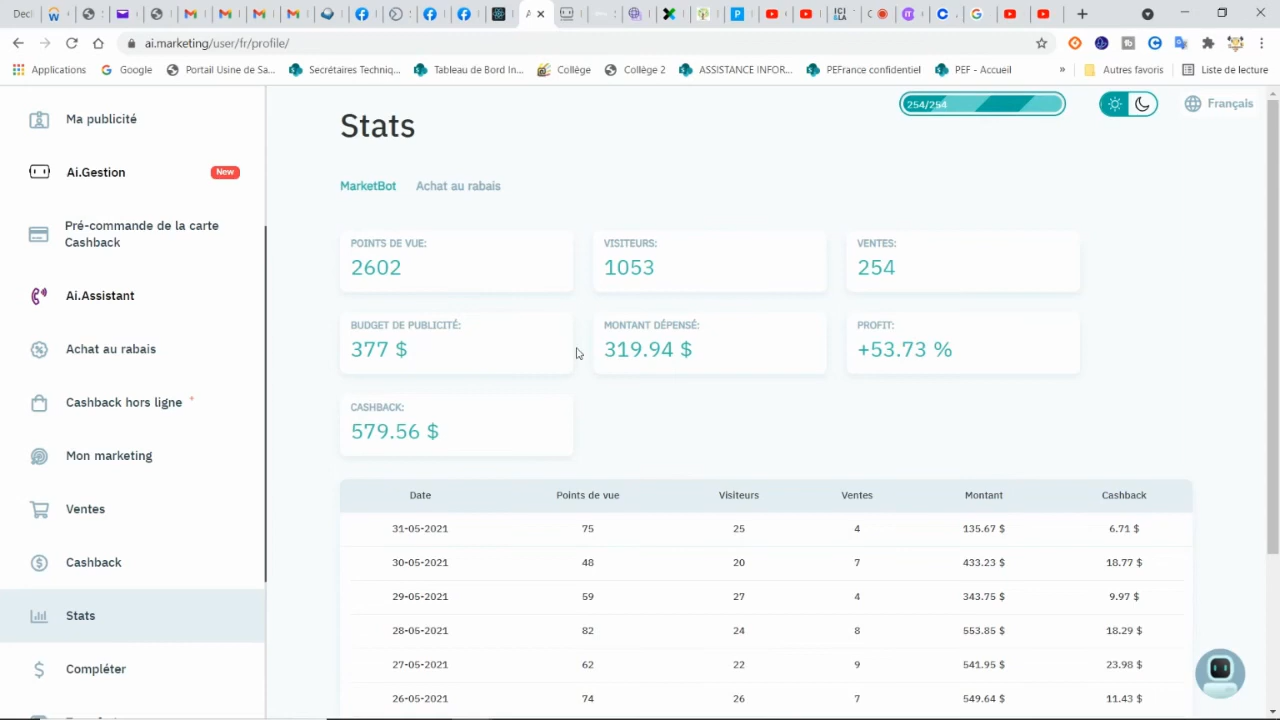 Decl
ai.marketing/user/fr/profile/
Applications
Google
Portail Usine de Sa...
Secrétaires Techniq...
Tableau de Bord In...
Collège
Collège 2
ASSISTANCE INFOR...
PEFrance confidentiel
PEF - Accueil
»
Autres favoris
Liste de lecture
Ma publicité
Ai.Gestion
New
Pré-commande de la carte
Cashback
Ai.Assistant
Achat au rabais
Cashback hors ligne *
Mon marketing
Ventes
Cashback
Stats
Compléter
254/254
Français
Stats
MarketBot Achat au rabais
POINTS DE VUE:
2602
VISITEURS:
1053
VENTES:
254
BUDGET DE PUBLICITÉ:
377 $
MONTANT DÉPENSÉ:
319.94 $
PROFIT:
+53.73 %
CASHBACK:
579.56 $
Date Points de vue Visiteurs Ventes Montant Cashback
31-05-2021 75 25 4 135.67 $ 6.71 $
30-05-2021 48 20 7 433.23 $ 18.77 $
29-05-2021 59 27 4 343.75 $ 9.97 $
28-05-2021 82 24 8 553.85 $ 18.29 $
27-05-2021 62 22 9 541.95 $ 23.98 $
26-05-2021 74 26 7 549.64 $ 11.43 $